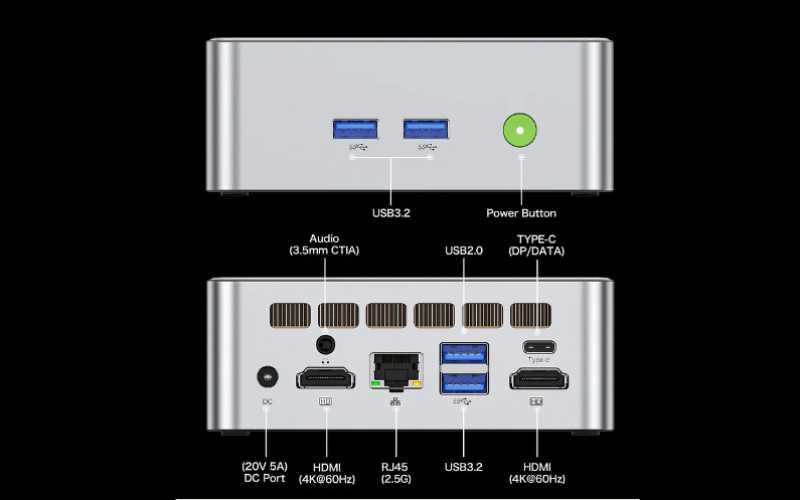 USB3.2
Power Button
Audio
(3.5mm CTIA)
USB2.0
TYPE-C
(DP/DATA)
Type-c
DC
(20V 5A)
DC Port
HDMI
(4K@60Hz)
RJ45
(2.5G)
USB3.2
HDMI
(4K@60Hz)